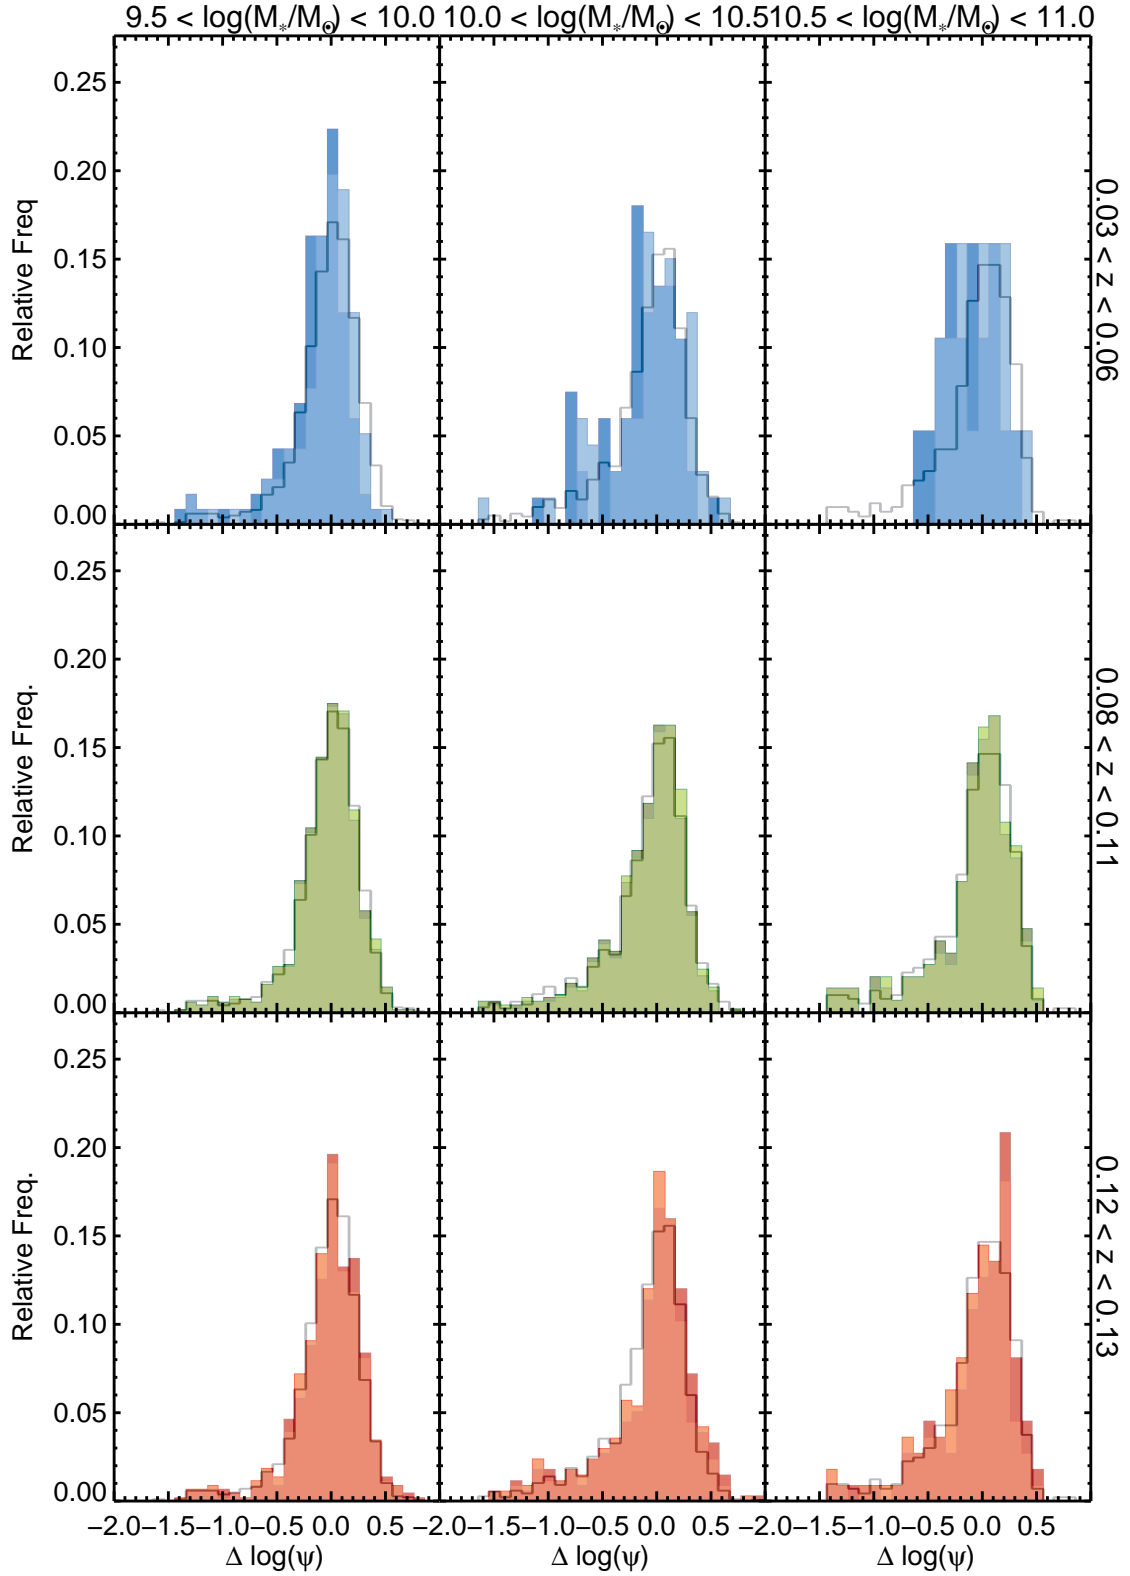 9.5 < log(M*/M☉) < 10.0 10.0 < log(M*/M☉) < 10.5 10.5 < log(M*/M☉) < 11.0
0.25
0.20
0.15
0.10
0.05
0.00
Relative Freq
0.03 < z < 0.06
0.25
0.20
0.15
0.10
0.05
0.00
Relative Freq.
0.08 < z < 0.11
0.25
0.20
0.15
0.10
0.05
0.00
Relative Freq.
0.12 < z < 0.13
−2.0 −1.5 −1.0 −0.5 0.0 0.5 −2.0 −1.5 −1.0 −0.5 0.0 0.5 −2.0 −1.5 −1.0 −0.5 0.0 0.5
Δ log(ψ) Δ log(ψ) Δ log(ψ)